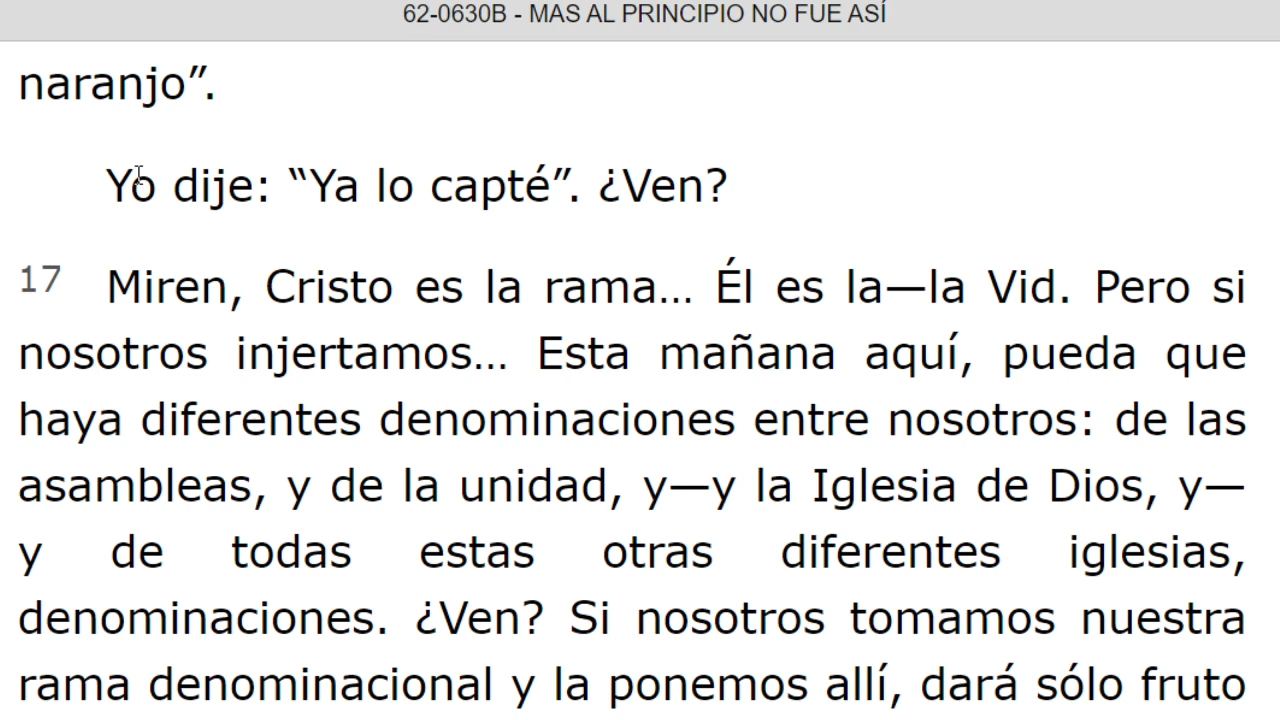 62-0630B - MAS AL PRINCIPIO NO FUE ASÍ
naranjo”.
Yo dije: “Ya lo capté”. ¿Ven?
17 Miren, Cristo es la rama... Él es la—la Vid. Pero si
nosotros injertamos... Esta mañana aquí, pueda que
haya diferentes denominaciones entre nosotros: de las
asambleas, y de la unidad, y—y la Iglesia de Dios, y—
y de todas estas otras diferentes iglesias,
denominaciones. ¿Ven? Si nosotros tomamos nuestra
rama denominacional y la ponemos allí, dará sólo fruto